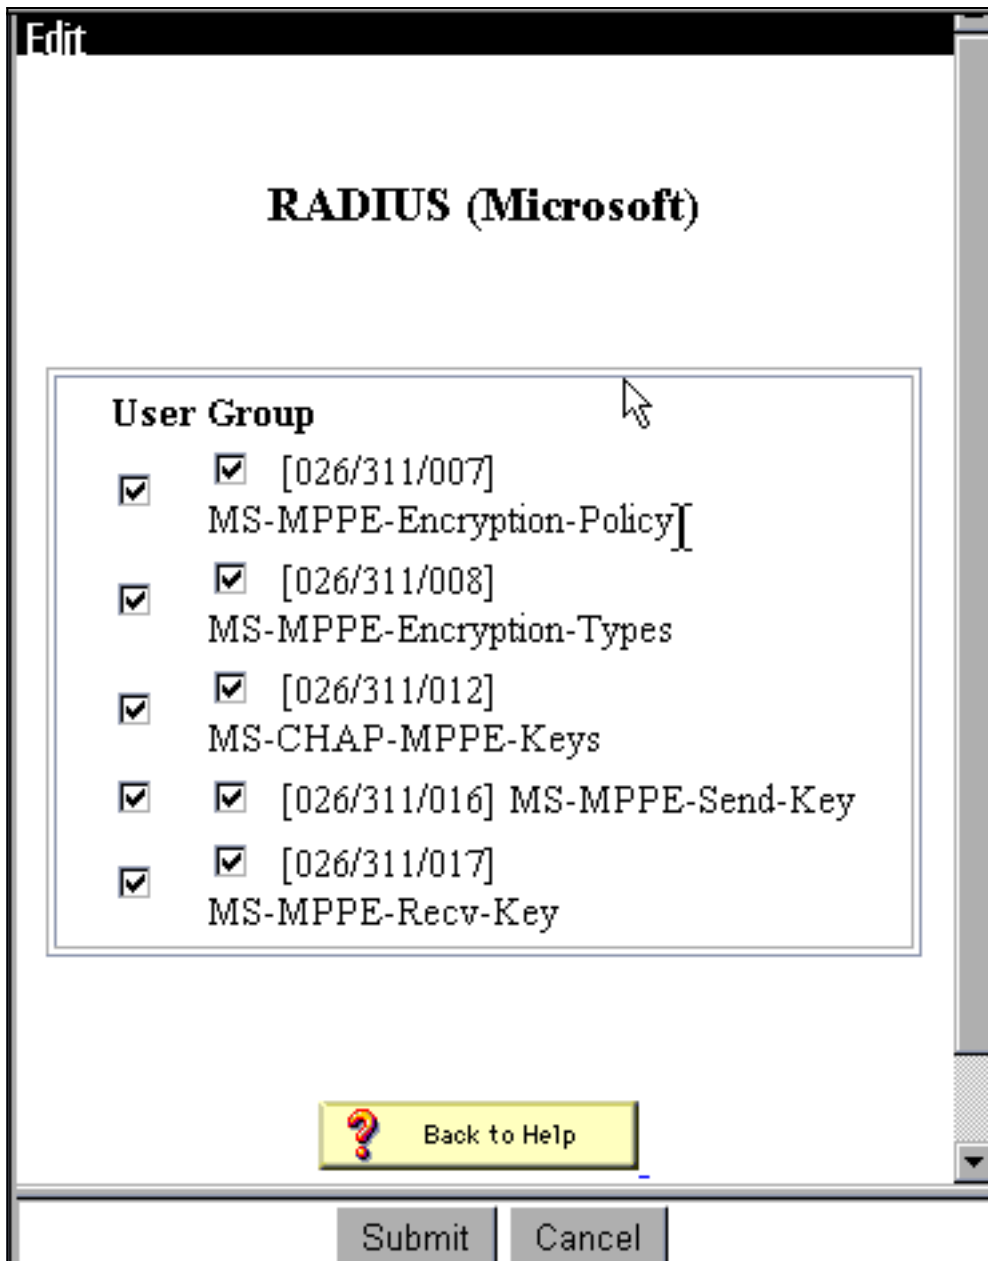 Edit
RADIUS (Microsoft)
User Group
[026/311/007]
MS-MPPE-Encryption-Policy
[026/311/008]
MS-MPPE-Encryption-Types
[026/311/012]
MS-CHAP-MPPE-Keys
[026/311/016] MS-MPPE-Send-Key
[026/311/017]
MS-MPPE-Recv-Key
Back to Help
Submit Cancel